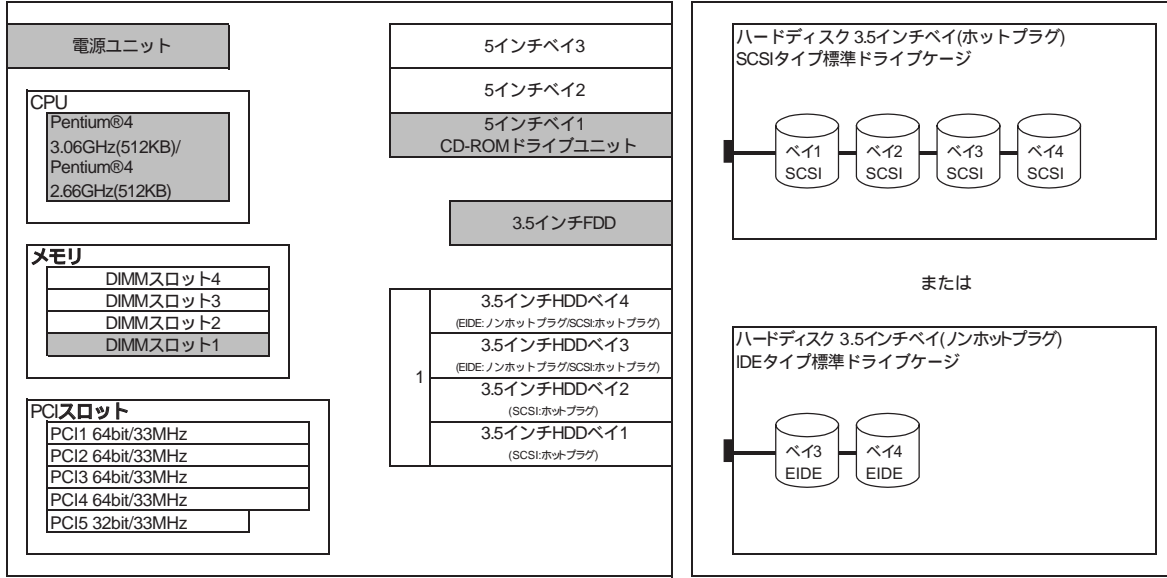 電源ユニット
CPU
Pentium®4
3.06GHz(512KB)/
Pentium®4
2.66GHz(512KB)
メモリ
DIMMスロット4
DIMMスロット3
DIMMスロット2
DIMMスロット1
PCIスロット
PCI1 64bit/33MHz
PCI2 64bit/33MHz
PCI3 64bit/33MHz
PCI4 64bit/33MHz
PCI5 32bit/33MHz
5インチベイ3
5インチベイ2
5インチベイ1
CD-ROMドライブユニット
3.5インチFDD
1
3.5インチHDDベイ4
(EIDE:ノンホットプラグ/SCSI:ホットプラグ)
3.5インチHDDベイ3
(EIDE:ノンホットプラグ/SCSI:ホットプラグ)
3.5インチHDDベイ2
(SCSI:ホットプラグ)
3.5インチHDDベイ1
(SCSI:ホットプラグ)
ハードディスク 3.5インチベイ(ホットプラグ)
SCSIタイプ標準ドライブケージ
ベイ1 ベイ2 ベイ3 ベイ4
SCSI SCSI SCSI SCSI
または
ハードディスク 3.5インチベイ(ノンホットプラグ)
IDEタイプ標準ドライブケージ
ベイ3 ベイ4
EIDE EIDE